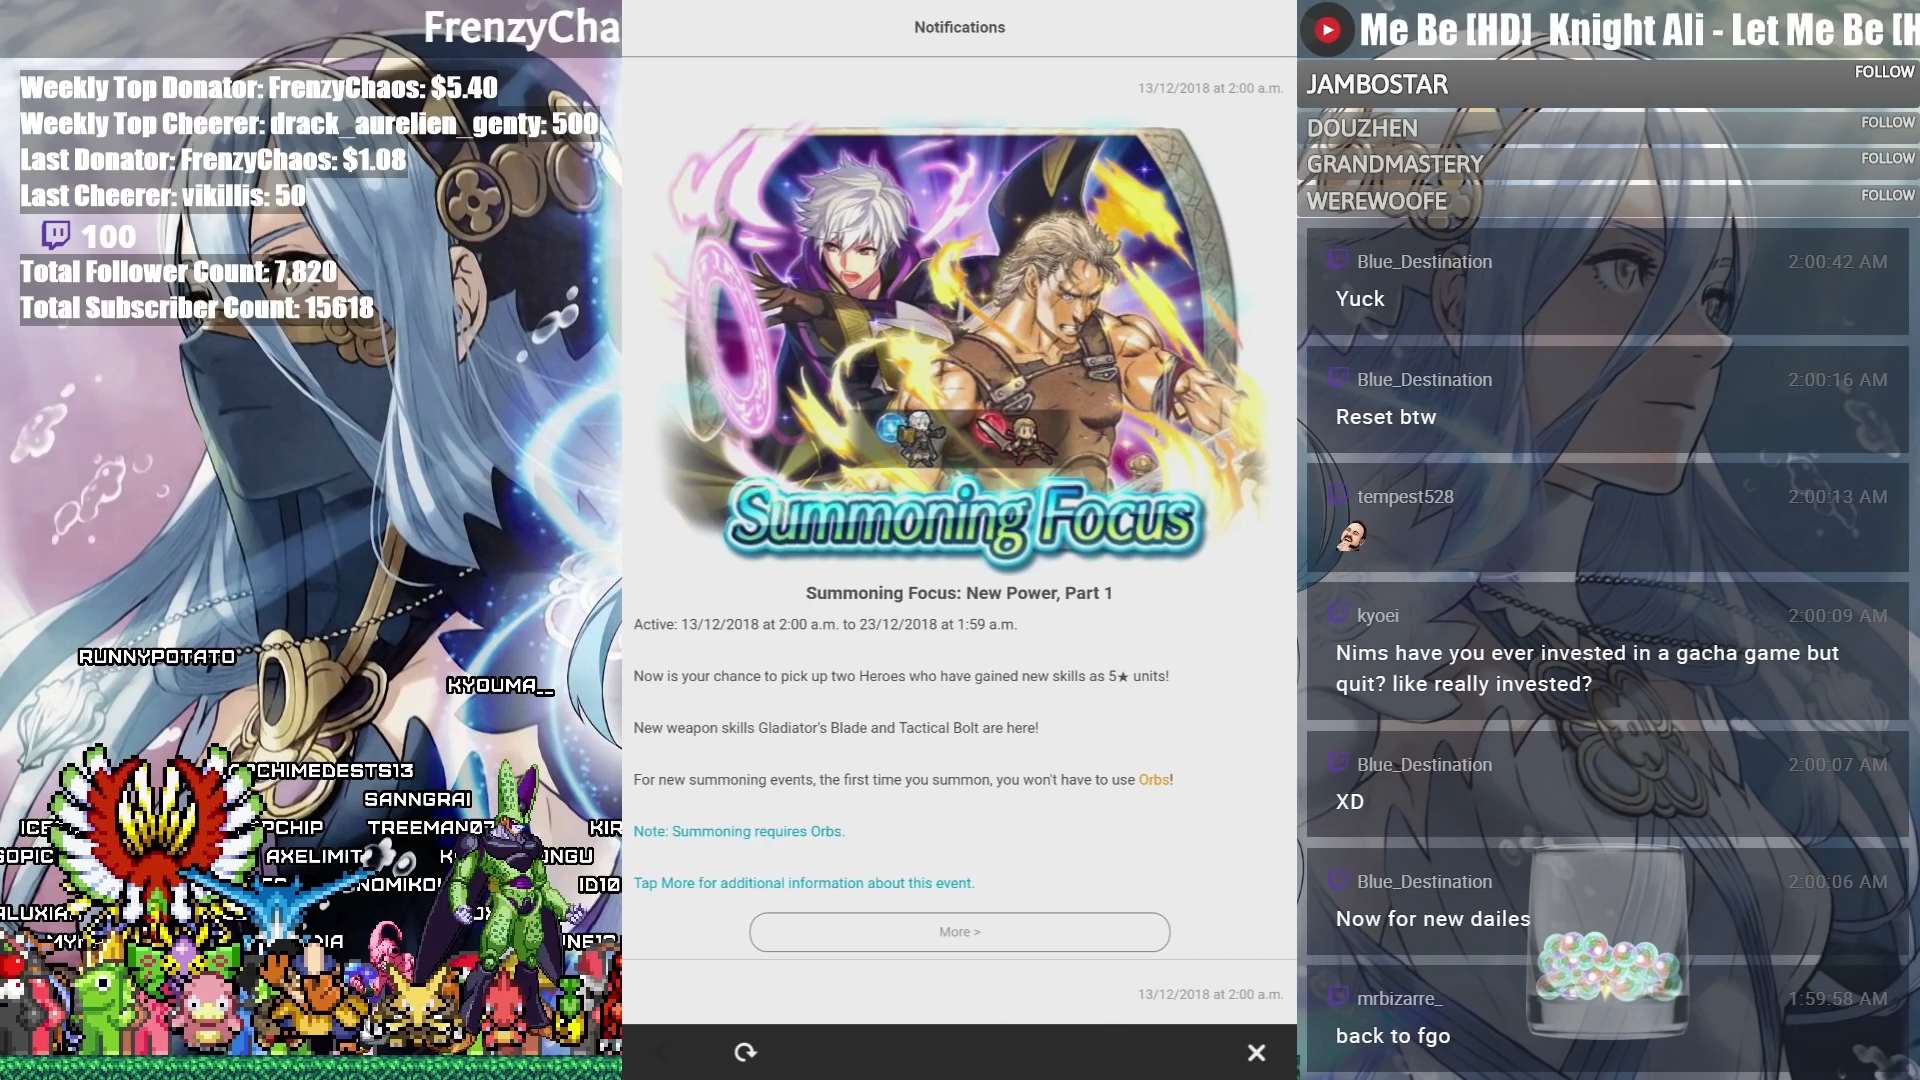 FrenzyCha
Weekly Top Donator: FrenzyChaos: $5.40
Weekly Top Cheerer: drack_aurelien_genty: 500
Last Donator: FrenzyChaos: $1.08
Last Cheerer: vikillis: 50
100
Total Follower Count: 7,820
Total Subscriber Count: 15618
RUNNYPOTATO
KYOUMA__
SANNGRAI
AXELIMIT
Notifications
13/12/2018 at 2:00 a.m.
Summoning Focus
Summoning Focus: New Power, Part 1
Active: 13/12/2018 at 2:00 a.m. to 23/12/2018 at 1:59 a.m.
Now is your chance to pick up two Heroes who have gained new skills as 5★ units!
New weapon skills Gladiator's Blade and Tactical Bolt are here!
For new summoning events, the first time you summon, you won't have to use Orbs!
Note: Summoning requires Orbs.
Tap More for additional information about this event.
More >
13/12/2018 at 2:00 a.m.
Me Be [HD] Knight Ali - Let Me Be [H
JAMBOSTAR FOLLOW
DOUZHEN FOLLOW
GRANDMASTERY FOLLOW
WEREWOOFE FOLLOW
Blue_Destination 2:00:42 AM
Yuck
Blue_Destination 2:00:16 AM
Reset btw
tempest528 2:00:13 AM
kyoei 2:00:09 AM
Nims have you ever invested in a gacha game but
quit? like really invested?
Blue_Destination 2:00:07 AM
XD
Blue_Destination 2:00:06 AM
Now for new dailes
mrbizarre_ 1:59:58 AM
back to fgo